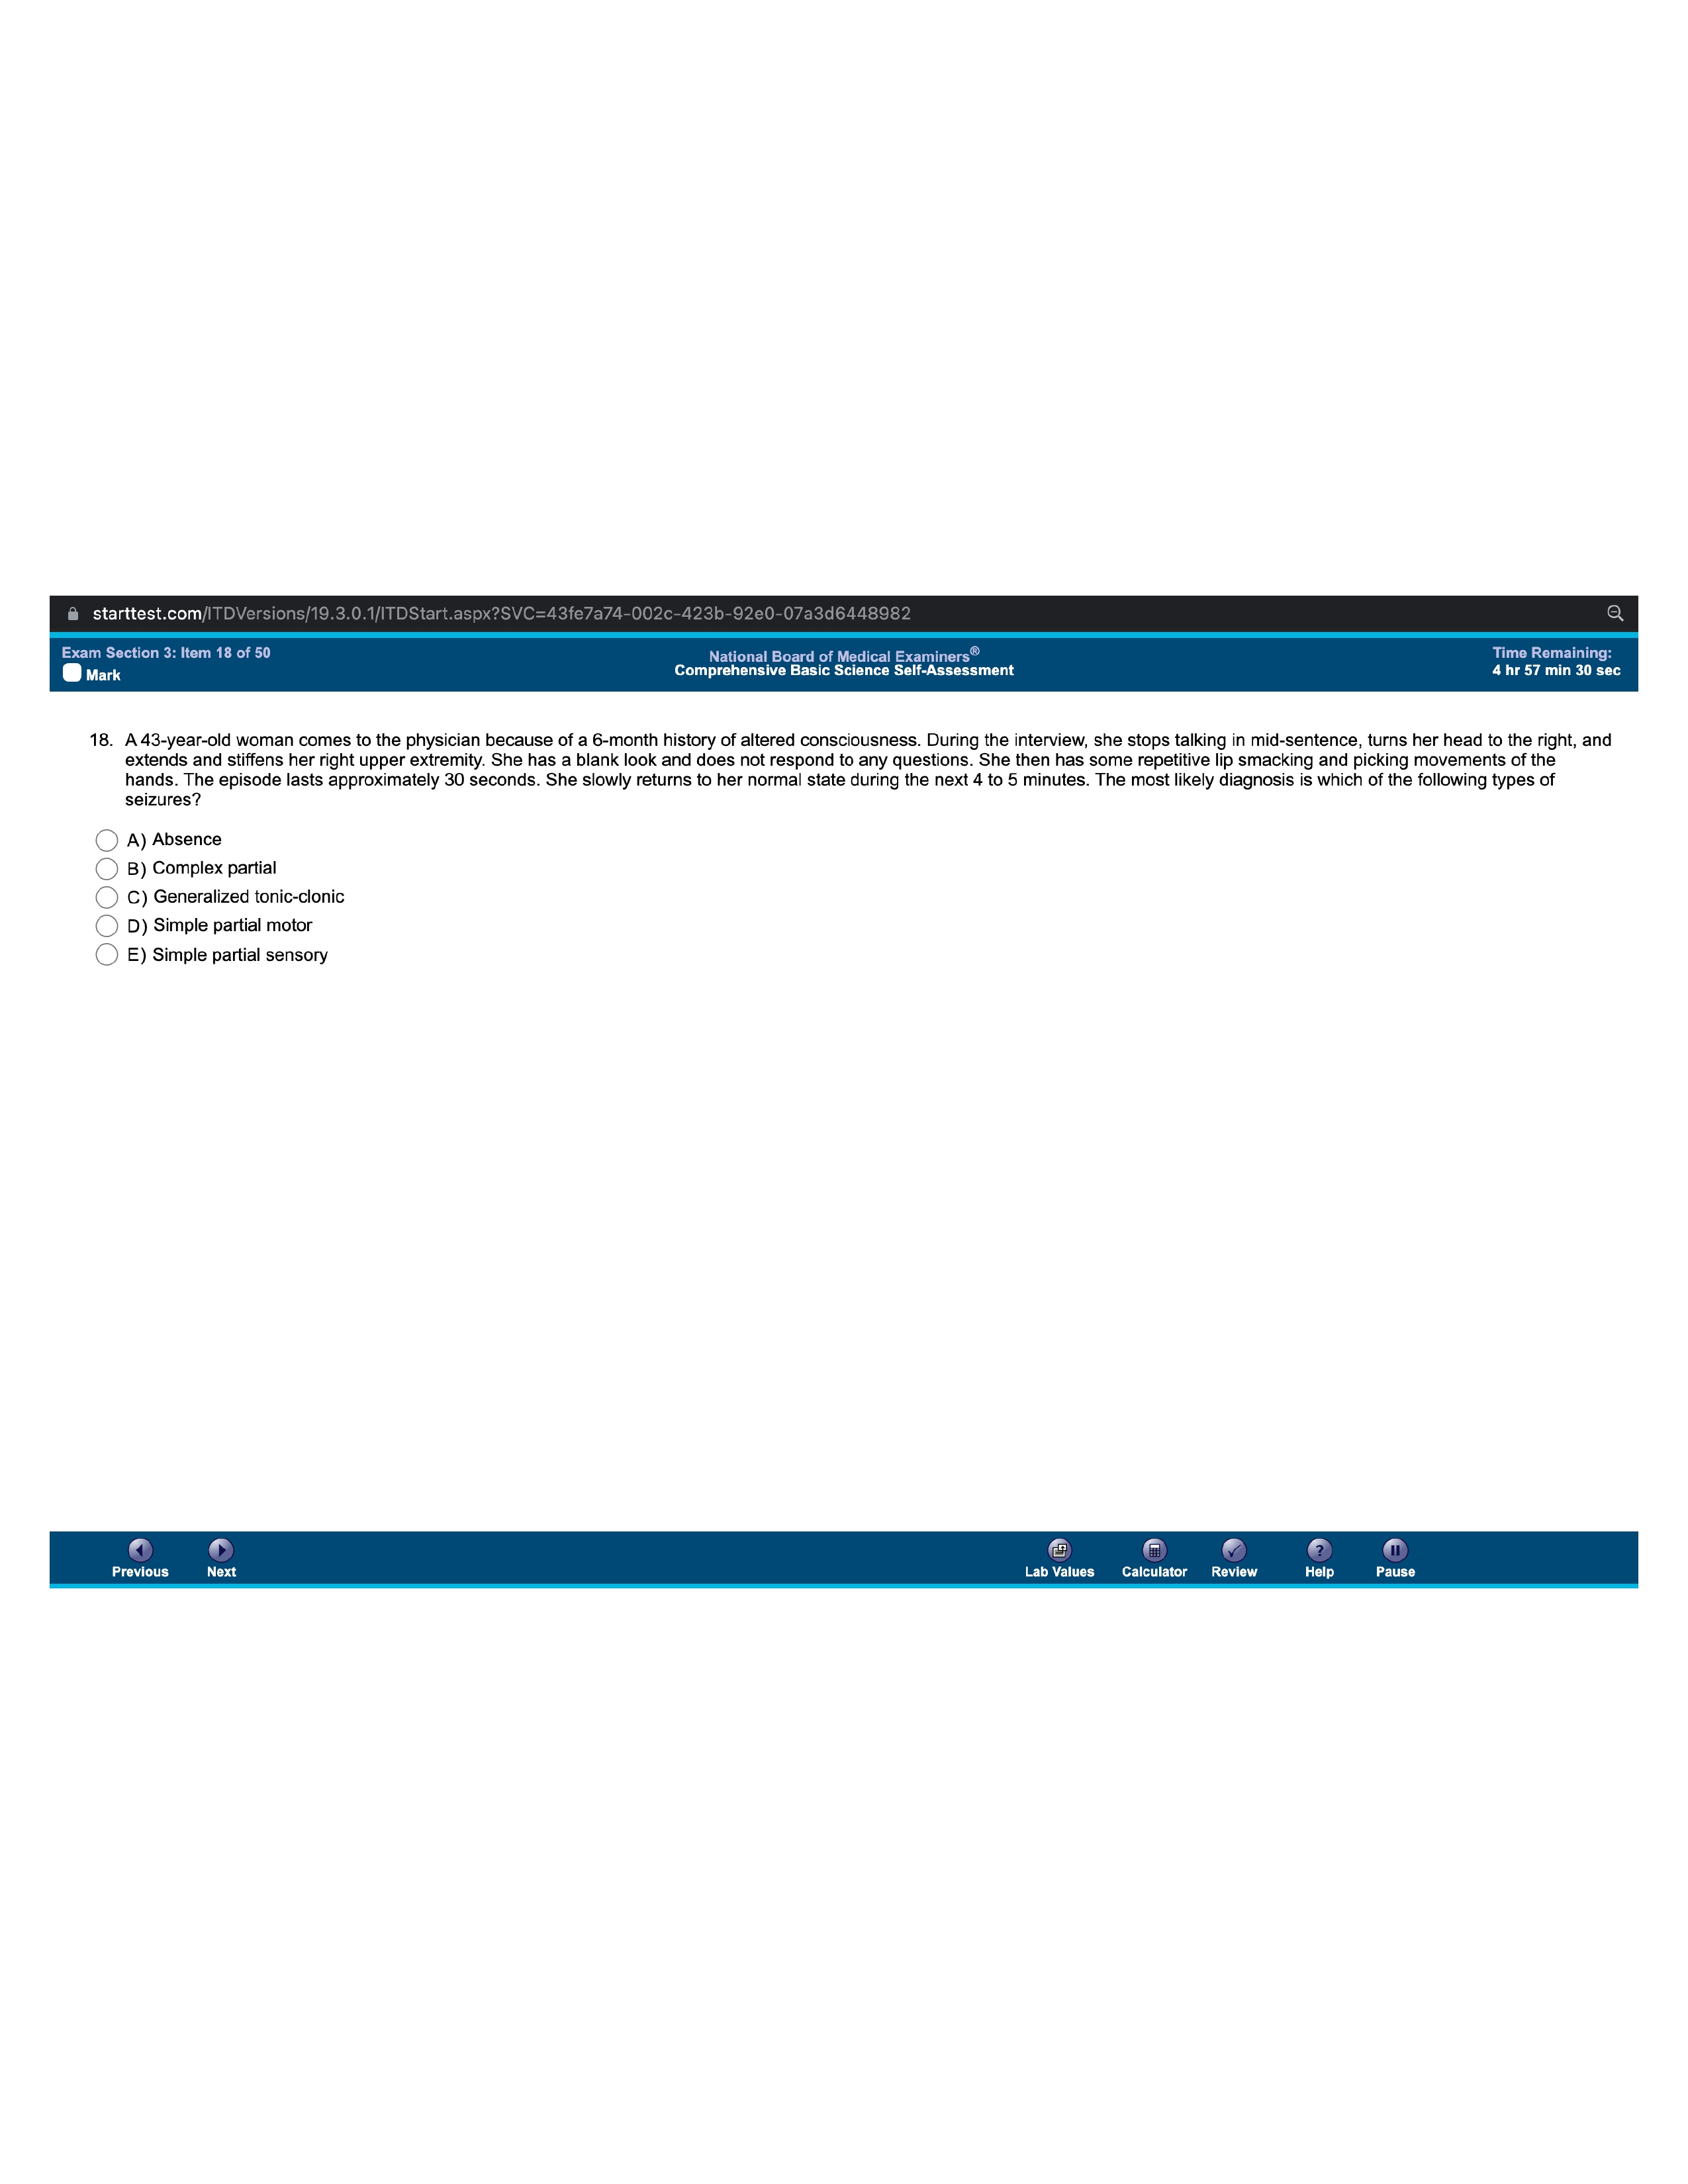 starttest.com/ITDVersions/19.3.0.1/ITDStart.aspx?SVC=43fe7a74-002c-423b-92e0-07a3d6448982
Exam Section 3: Item 18 of 50
Mark
National Board of Medical Examiners®
Comprehensive Basic Science Self-Assessment
Time Remaining:
4 hr 57 min 30 sec
18. A 43-year-old woman comes to the physician because of a 6-month history of altered consciousness. During the interview, she stops talking in mid-sentence, turns her head to the right, and
extends and stiffens her right upper extremity. She has a blank look and does not respond to any questions. She then has some repetitive lip smacking and picking movements of the
hands. The episode lasts approximately 30 seconds. She slowly returns to her normal state during the next 4 to 5 minutes. The most likely diagnosis is which of the following types of
seizures?
A) Absence
B) Complex partial
C) Generalized tonic-clonic
D) Simple partial motor
E) Simple partial sensory
Previous
Next
Lab Values
Calculator
Review
Help
Pause